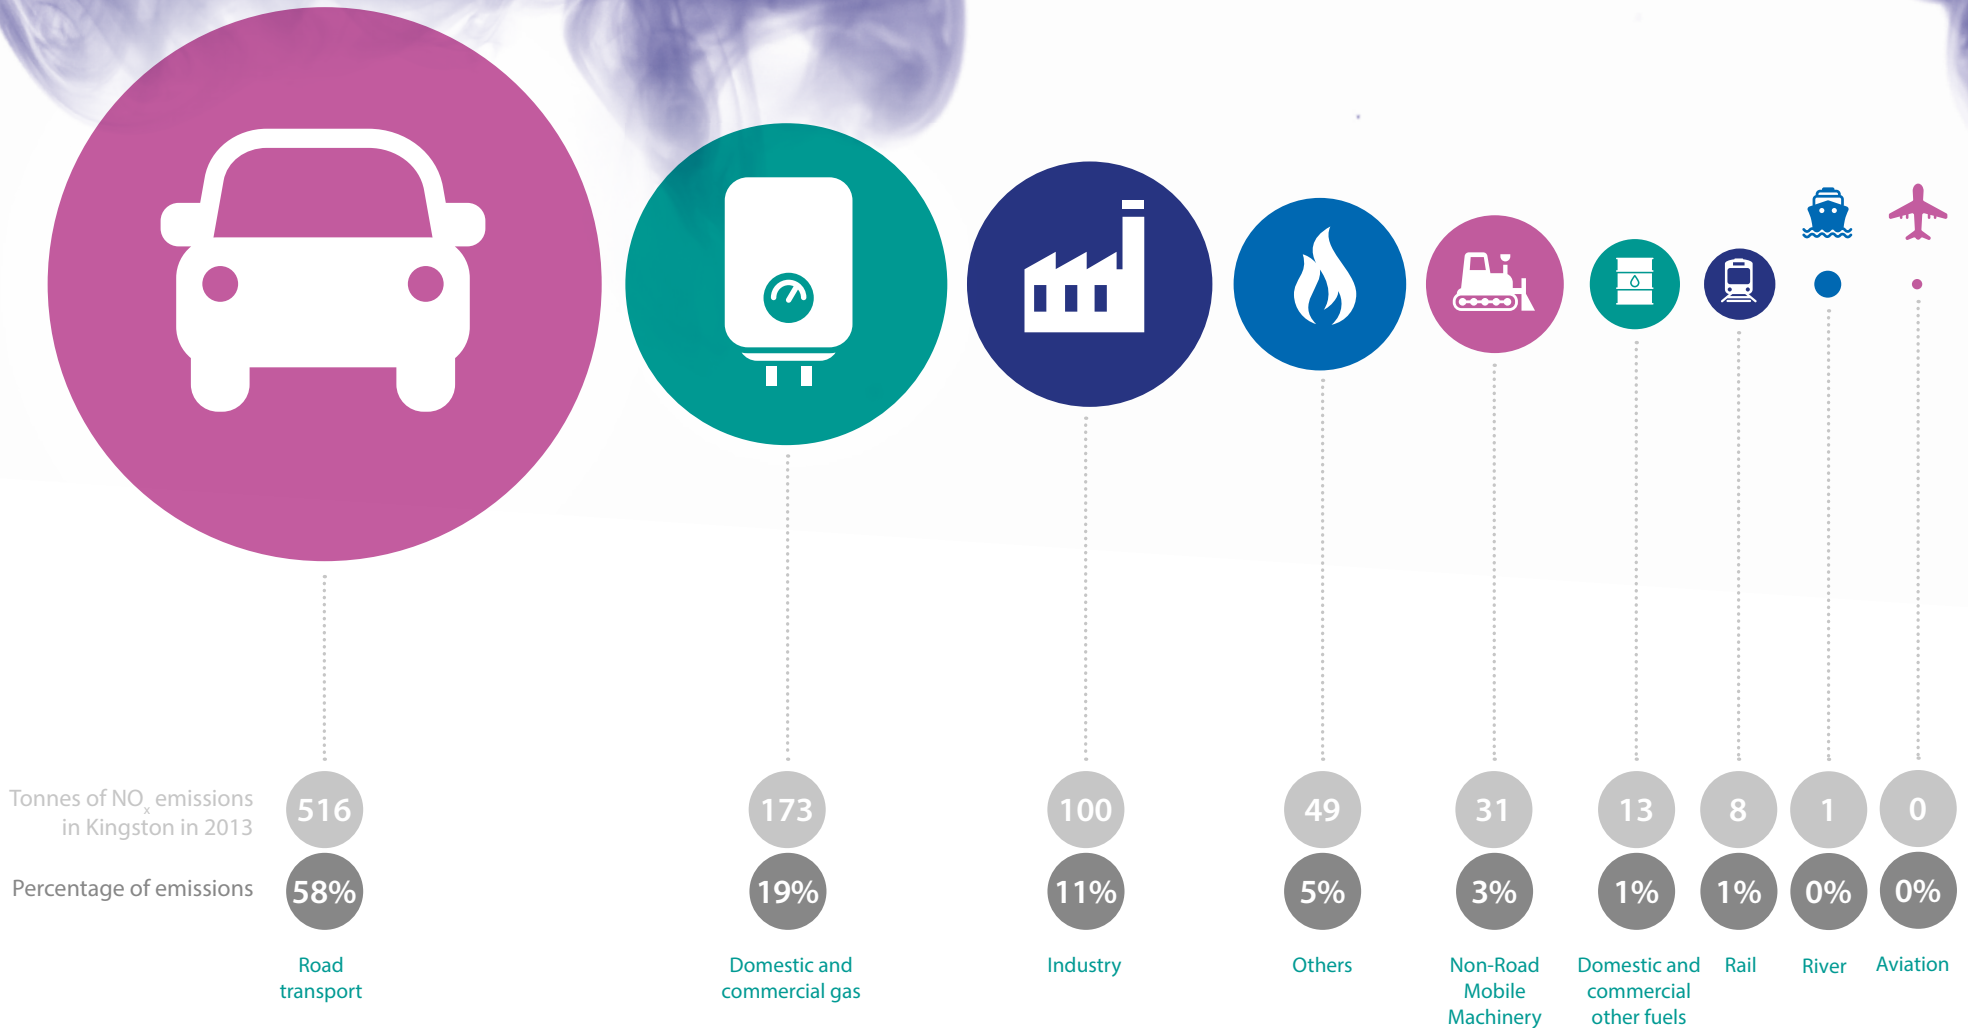 Tonnes of NOx emissions
in Kingston in 2013
516 173 100 49 31 13 8 1 0
Percentage of emissions
58% 19% 11% 5% 3% 1% 1% 0% 0%
Road
transport
Domestic and
commercial gas
Industry
Others
Non-Road
Mobile
Machinery
Domestic and
commercial
other fuels
Rail
River
Aviation